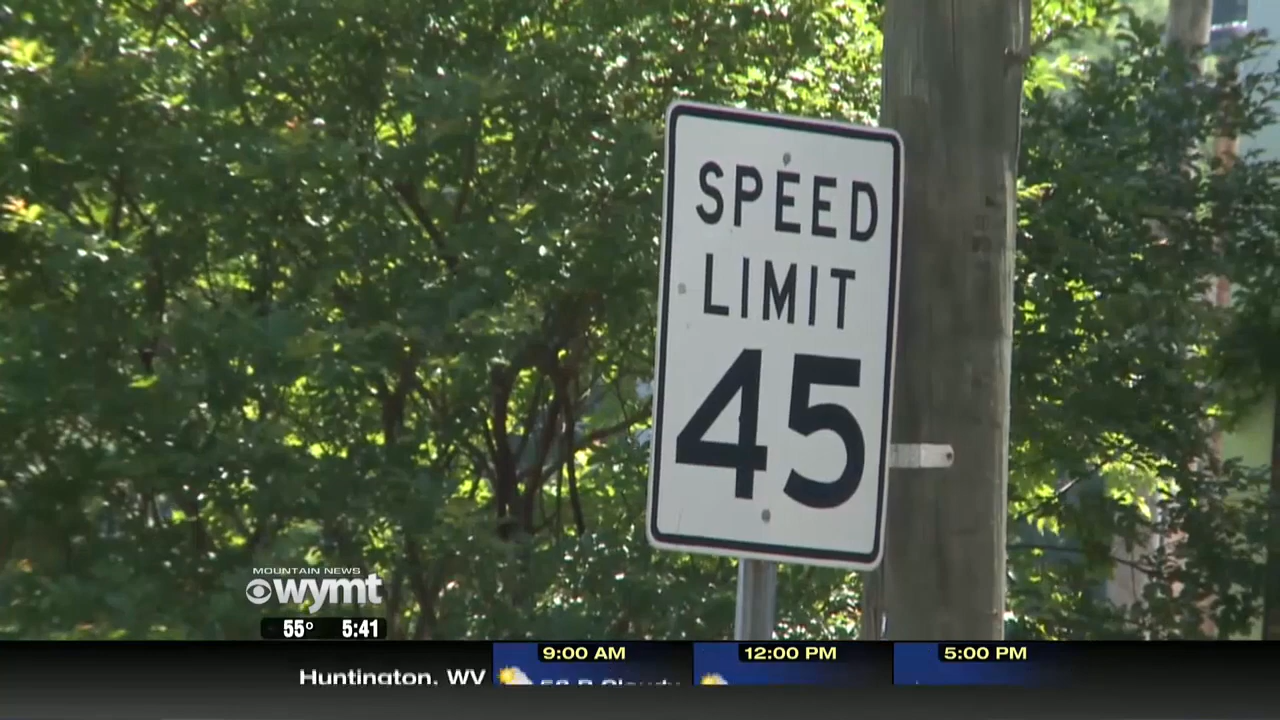 SPEED
LIMIT
45
MOUNTAIN NEWS
wymt
55° 5:41
9:00 AM 12:00 PM 5:00 PM
Huntington, WV